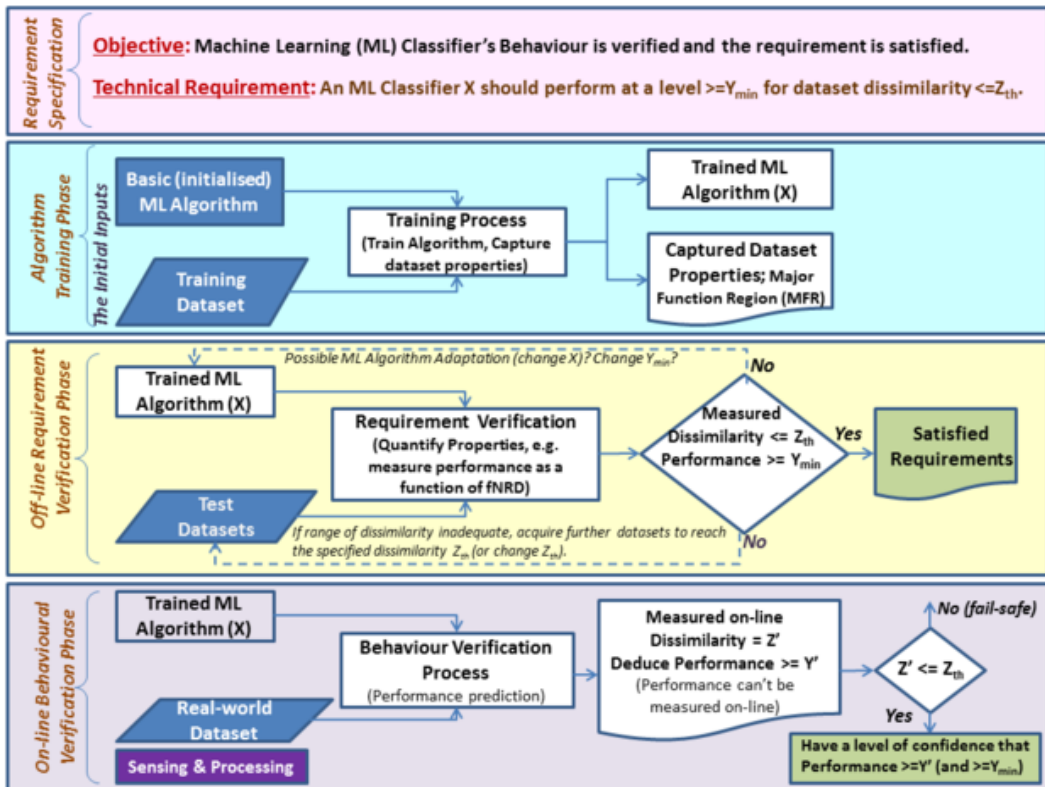 Requirement
Specification
Objective: Machine Learning (ML) Classifier's Behaviour is verified and the requirement is satisfied.
Technical Requirement: An ML Classifier X should perform at a level >=Ymin for dataset dissimilarity <=Zth.
Algorithm
Training Phase
The Initial Inputs
Basic (initialised)
ML Algorithm
Training
Dataset
Training Process
(Train Algorithm, Capture
dataset properties)
Trained ML
Algorithm (X)
Captured Dataset
Properties; Major
Function Region (MFR)
Off-line Requirement
Verification Phase
Possible ML Algorithm Adaptation (change X)? Change Ymin?
No
Trained ML
Algorithm (X)
Requirement Verification
(Quantify Properties, e.g.
measure performance as a
function of fNRD)
Test
Datasets
Measured
Dissimilarity <= Zth
Performance >= Ymin
Yes
Satisfied
Requirements
If range of dissimilarity inadequate, acquire further datasets to reach
the specified dissimilarity Zth (or change Zth).
No
On-line Behavioural
Verification Phase
Trained ML
Algorithm (X)
Real-world
Dataset
Sensing & Processing
Behaviour Verification
Process
(Performance prediction)
Measured on-line
Dissimilarity = Z'
Deduce Performance >= Y'
(Performance can't be
measured on-line)
No (fail-safe)
Z' <= Zth
Yes
Have a level of confidence that
Performance >=Y' (and >=Ymin)